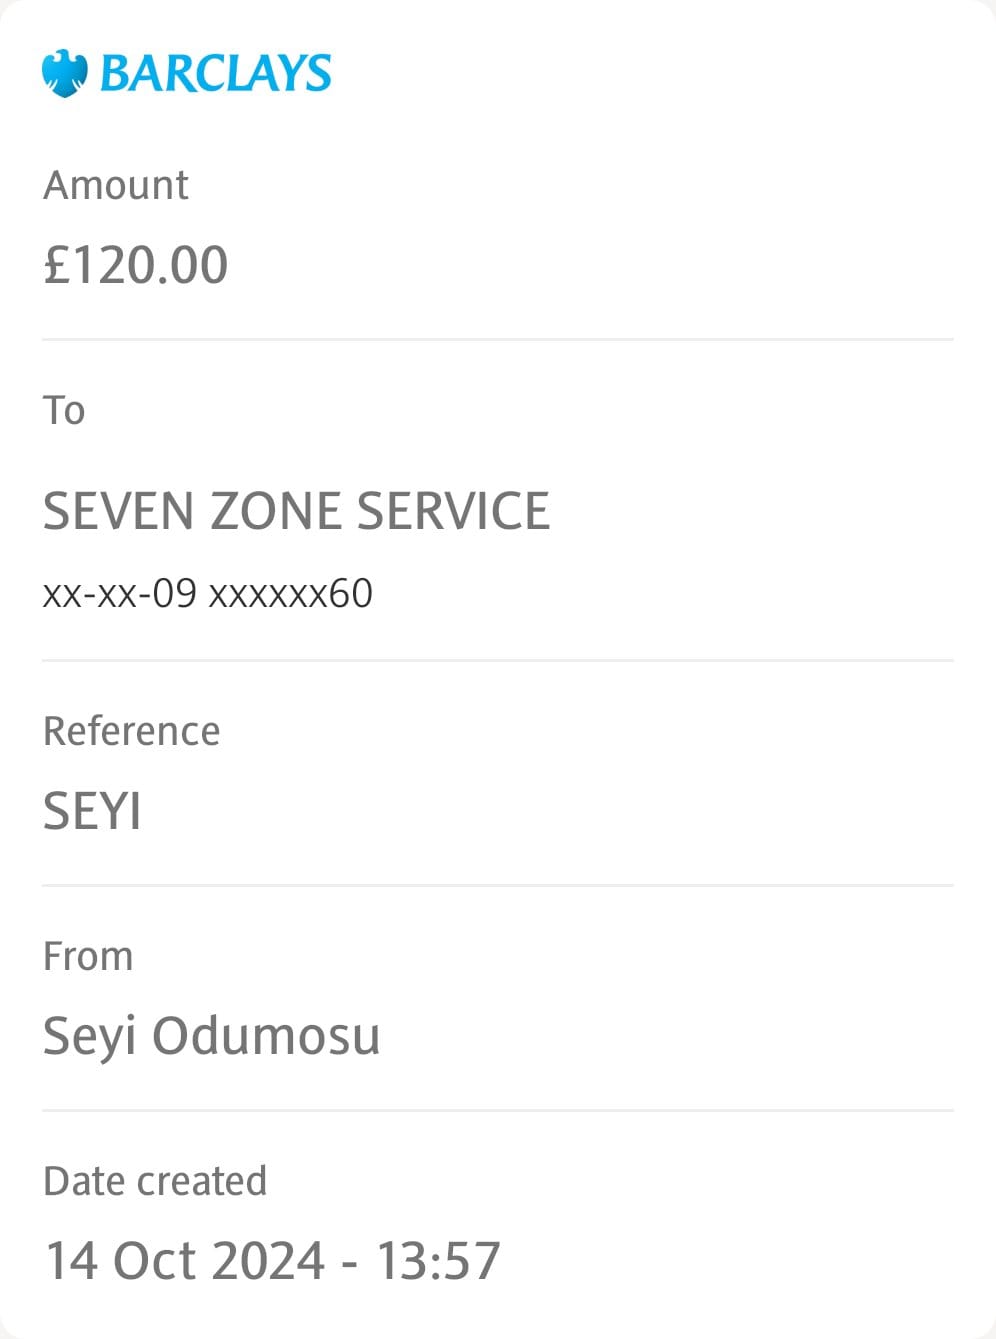 BARCLAYS
Amount
£120.00
To
SEVEN ZONE SERVICE
xx-xx-09 xxxxxx60
Reference
SEYI
From
Seyi Odumosu
Date created
14 Oct 2024 - 13:57